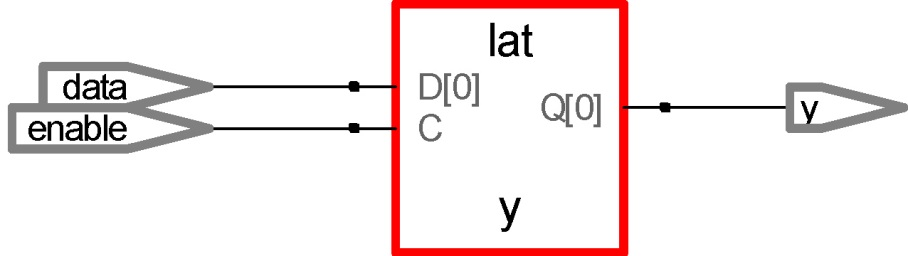 lat
data
D[0]
Q[0]
y
enable
C
y